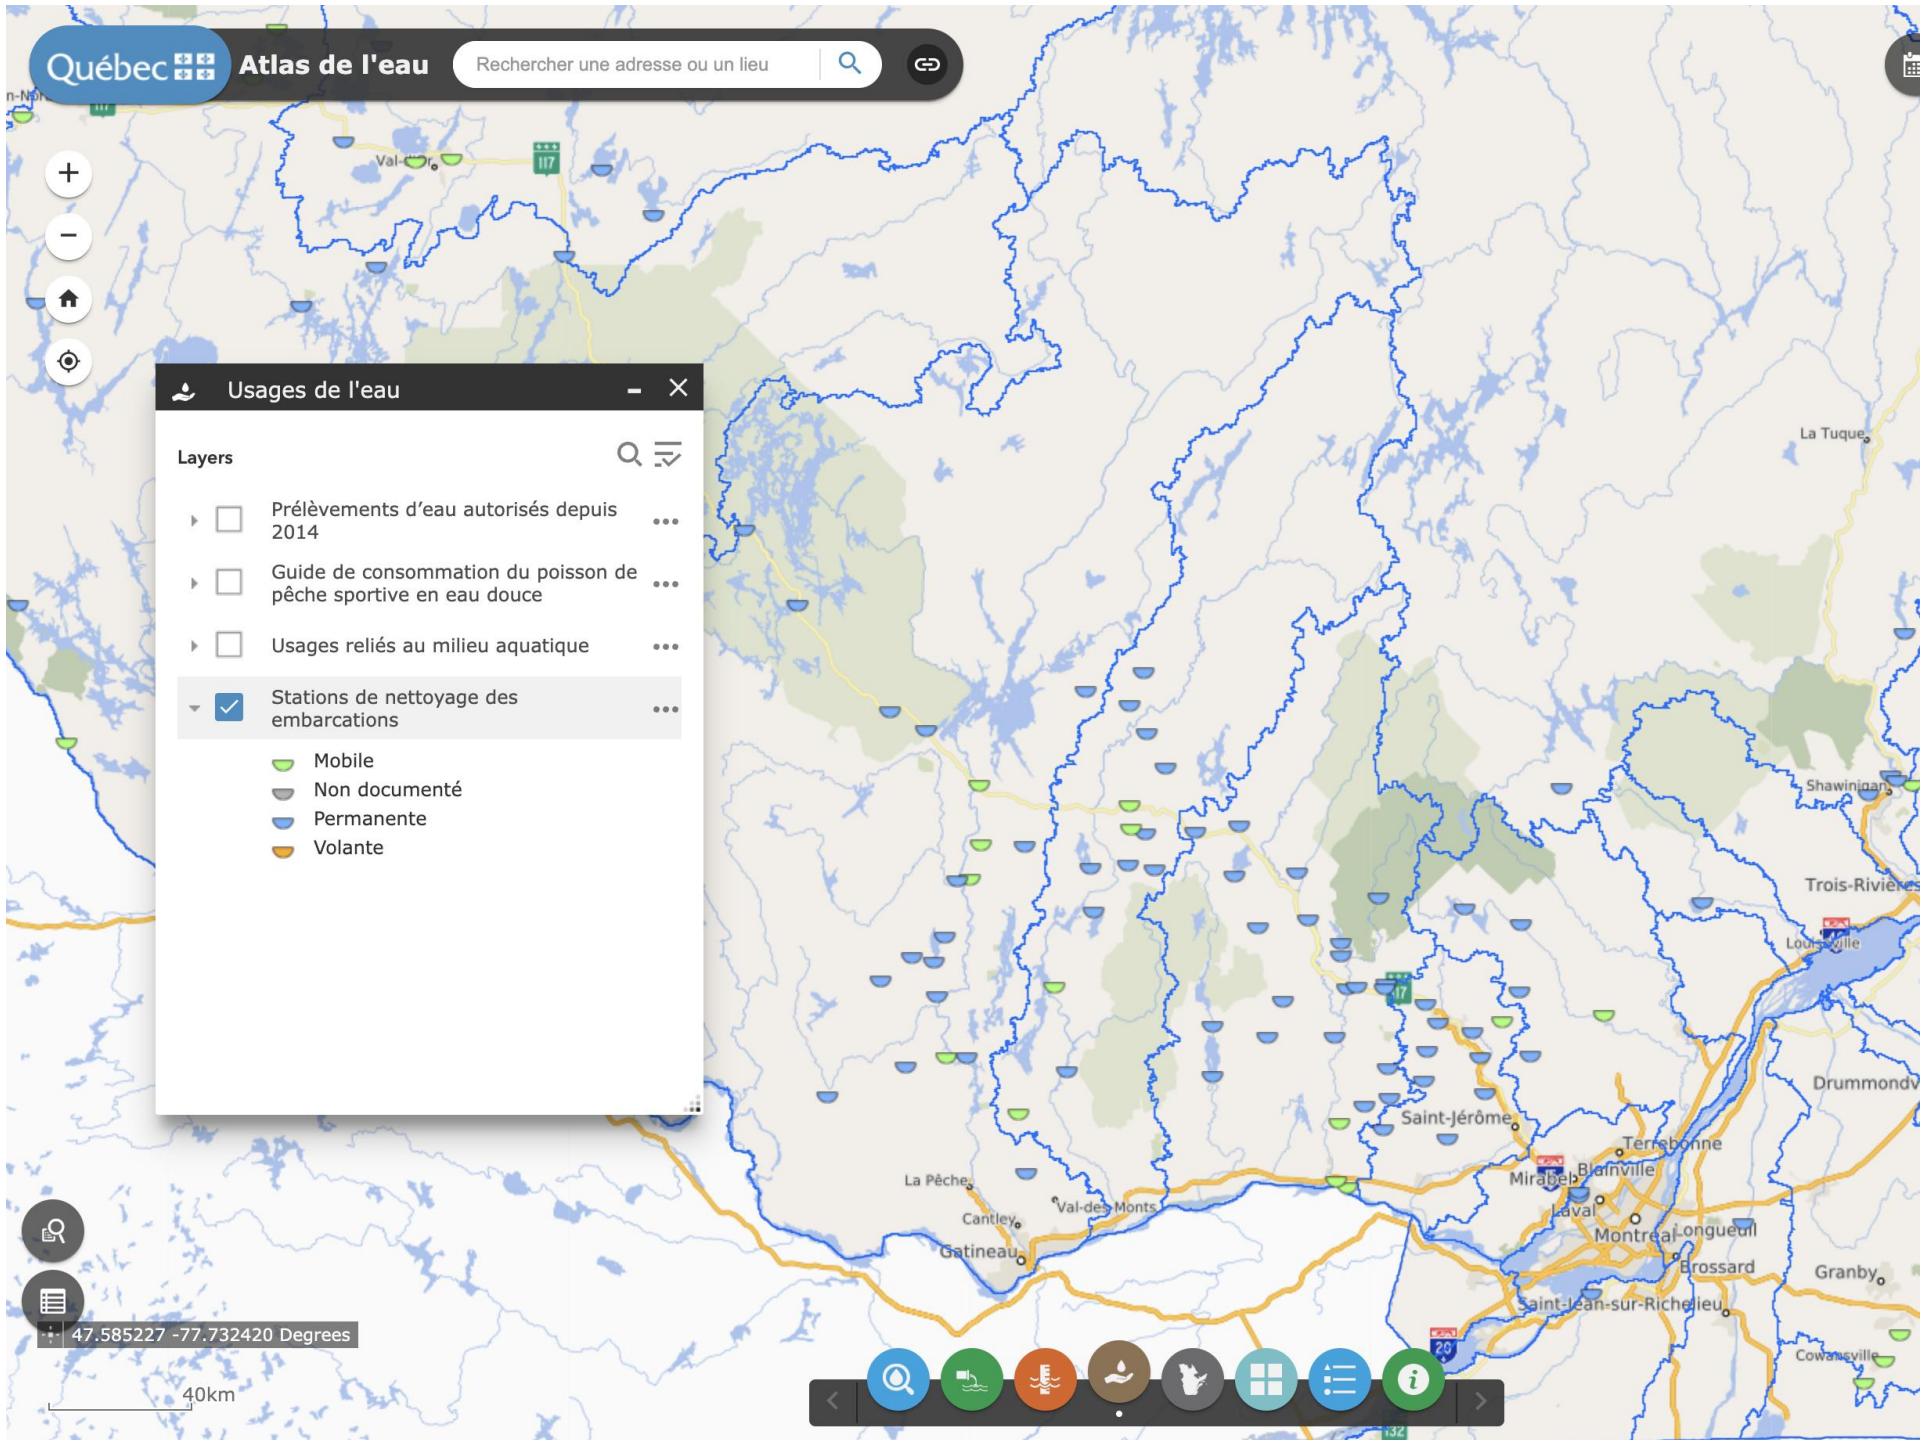 Québec
Atlas de l'eau
Rechercher une adresse ou un lieu
117
Val-d'Or
117
Usages de l'eau
Layers
Prélèvements d'eau autorisés depuis
2014
Guide de consommation du poisson de
pêche sportive en eau douce
Usages reliés au milieu aquatique
Stations de nettoyage des
embarcations
Mobile
Non documenté
Permanente
Volante
La Tuque
Shawinigan
Trois-Rivières
Louiseville
Drummondv
Saint-Jérôme
Terrebonne
Blainville
Mirabel
15
Laval
Montréal
Longueuil
Brossard
Granby
Saint-Jean-sur-Richelieu
Cowansville
La Pêche
Val-des-Monts
Cantley
Gatineau
20
132
47.585227 -77.732420 Degrees
40km